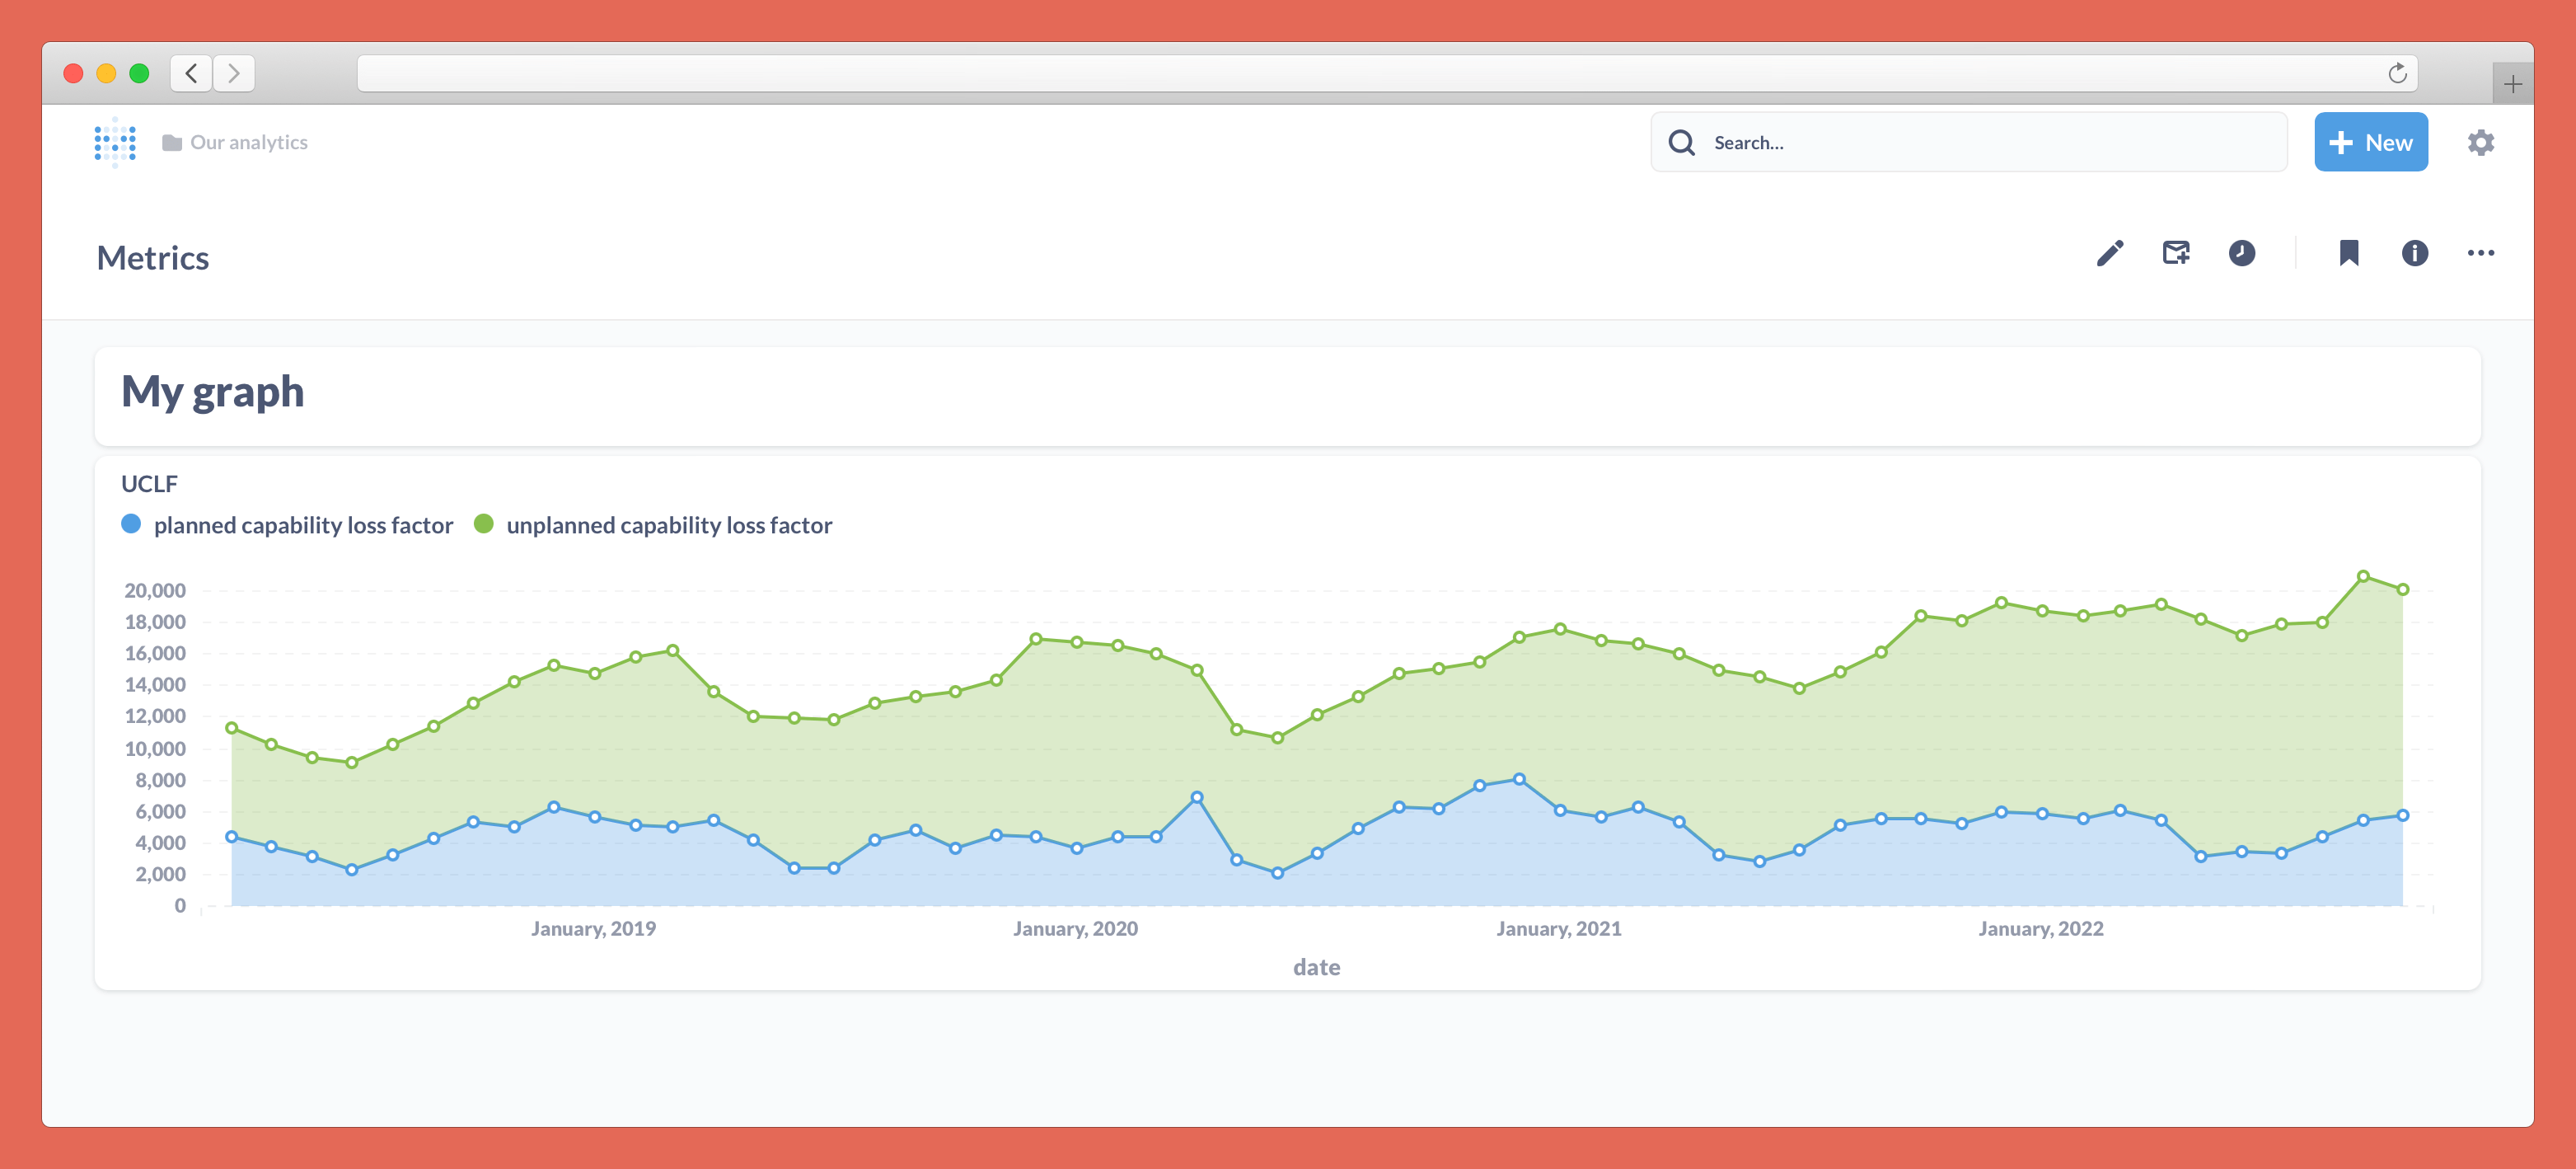 Our analytics
Search...
New
Metrics
My graph
UCLF
planned capability loss factor unplanned capability loss factor
20,000
18,000
16,000
14,000
12,000
10,000
8,000
6,000
4,000
2,000
0
January, 2019 January, 2020 January, 2021 January, 2022
date